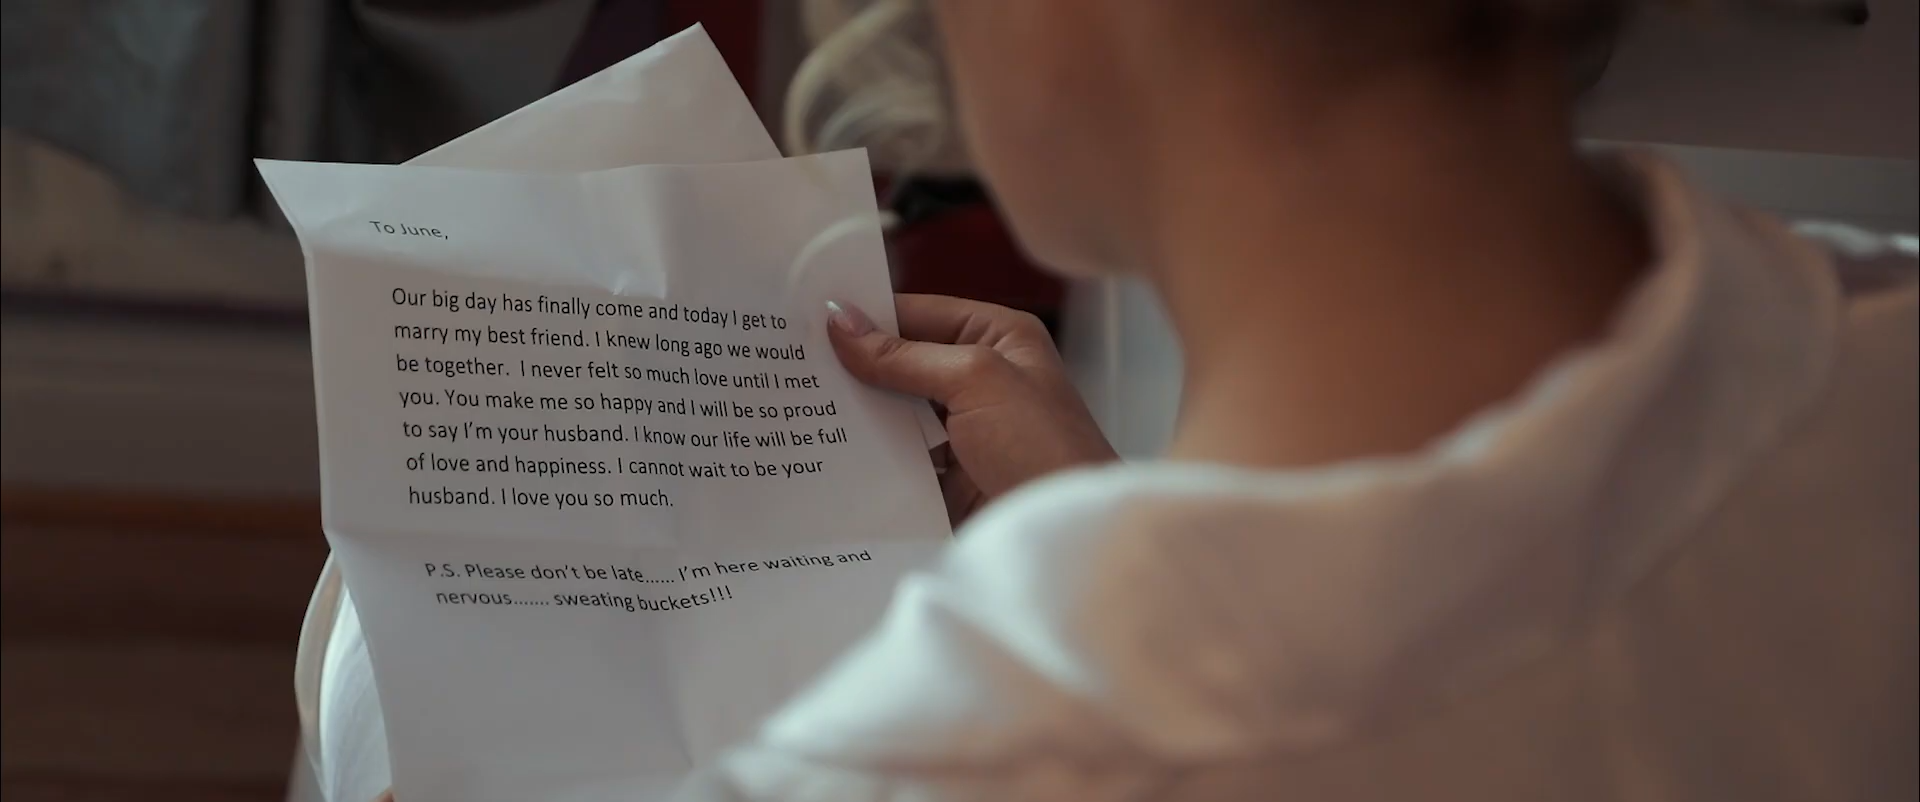 To June,
Our big day has finally come and today I get to
marry my best friend. I knew long ago we would
be together.  I never felt so much love until I met
you. You make me so happy and I will be so proud
to say I'm your husband. I know our life will be full
of love and happiness. I cannot wait to be your
husband. I love you so much.
P.S. Please don't be late...... I'm here waiting and
nervous....... sweating buckets!!!